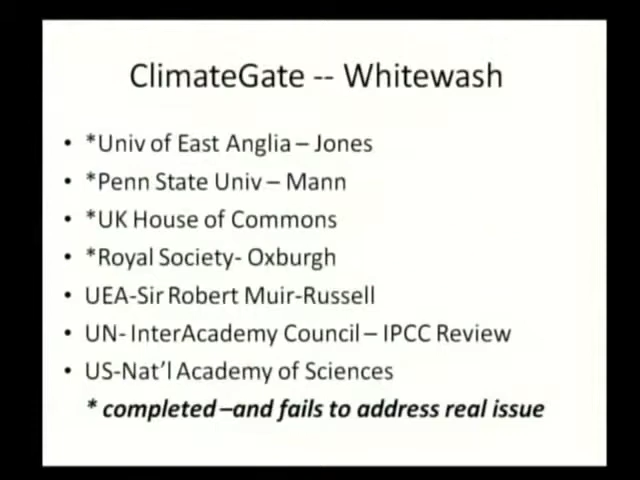 ClimateGate -- Whitewash
• *Univ of East Anglia – Jones
• *Penn State Univ – Mann
• *UK House of Commons
• *Royal Society- Oxburgh
• UEA-Sir Robert Muir-Russell
• UN- InterAcademy Council – IPCC Review
• US-Nat'l Academy of Sciences
* completed –and fails to address real issue